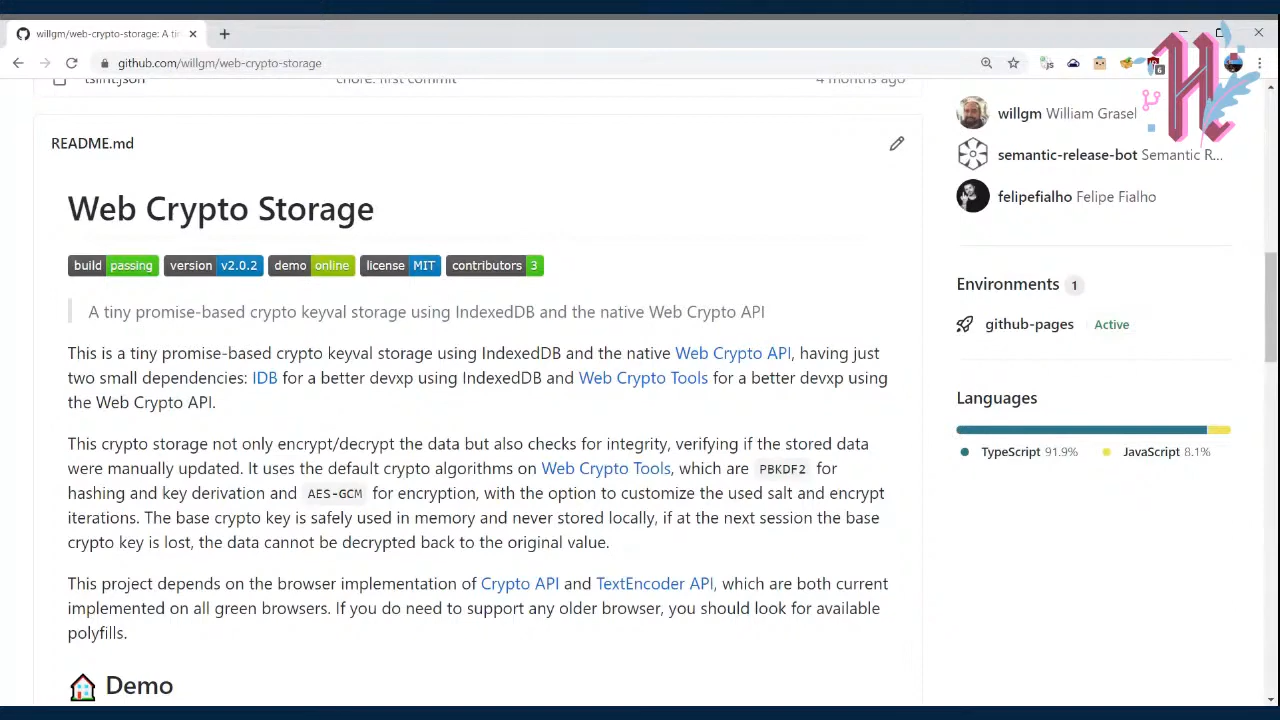 willgm/web-crypto-storage: A ti
github.com/willgm/web-crypto-storage
tslint.json
chore: first commit
4 months ago
README.md
Web Crypto Storage
build passing version v2.0.2 demo online license MIT contributors 3
A tiny promise-based crypto keyval storage using IndexedDB and the native Web Crypto API
This is a tiny promise-based crypto keyval storage using IndexedDB and the native Web Crypto API, having just
two small dependencies: IDB for a better devxp using IndexedDB and Web Crypto Tools for a better devxp using
the Web Crypto API.
This crypto storage not only encrypt/decrypt the data but also checks for integrity, verifying if the stored data
were manually updated. It uses the default crypto algorithms on Web Crypto Tools, which are PBKDF2 for
hashing and key derivation and AES-GCM for encryption, with the option to customize the used salt and encrypt
iterations. The base crypto key is safely used in memory and never stored locally, if at the next session the base
crypto key is lost, the data cannot be decrypted back to the original value.
This project depends on the browser implementation of Crypto API and TextEncoder API, which are both current
implemented on all green browsers. If you do need to support any older browser, you should look for available
polyfills.
Demo
willgm William Grasel
semantic-release-bot Semantic R...
felipefialho Felipe Fialho
Environments 1
github-pages Active
Languages
TypeScript 91.9% JavaScript 8.1%
H
6